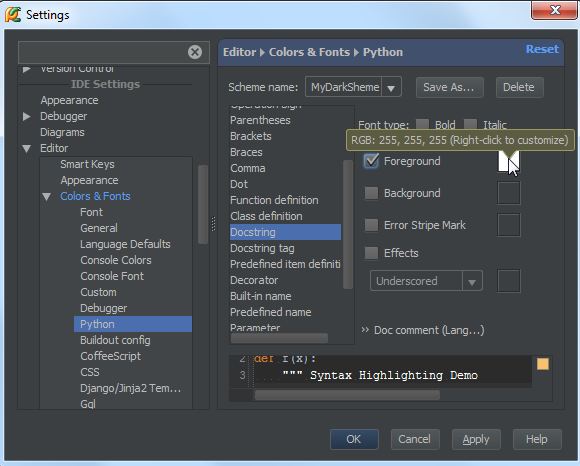 Settings
Version Control
IDE Settings
Appearance
Debugger
Diagrams
Editor
Smart Keys
Appearance
Colors & Fonts
Font
General
Language Defaults
Console Colors
Console Font
Custom
Debugger
Python
Buildout config
CoffeeScript
CSS
Django/Jinja2 Tem...
Gql
Editor ▸ Colors & Fonts ▸ Python
Reset
Scheme name: MyDarkSheme Save As... Delete
Operation sign
Parentheses
Brackets
Braces
Comma
Dot
Function definition
Class definition
Docstring
Docstring tag
Predefined item definiti
Decorator
Built-in name
Predefined name
Parameter
Font type: Bold Italic
RGB: 255, 255, 255 (Right-click to customize)
Foreground
Background
Error Stripe Mark
Effects
Underscored
>> Doc comment (Lang...)
2 def f(x):
3 """ Syntax Highlighting Demo
OK Cancel Apply Help